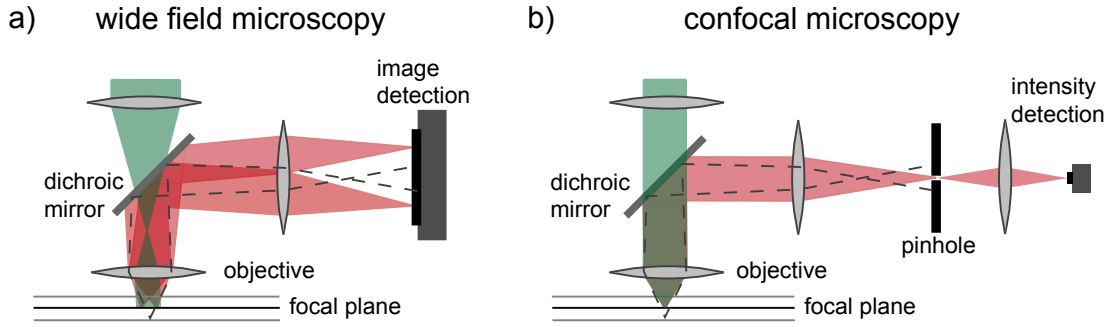 a) wide field microscopy
image
detection
dichroic
mirror
objective
focal plane
b) confocal microscopy
intensity
detection
dichroic
mirror
pinhole
objective
focal plane